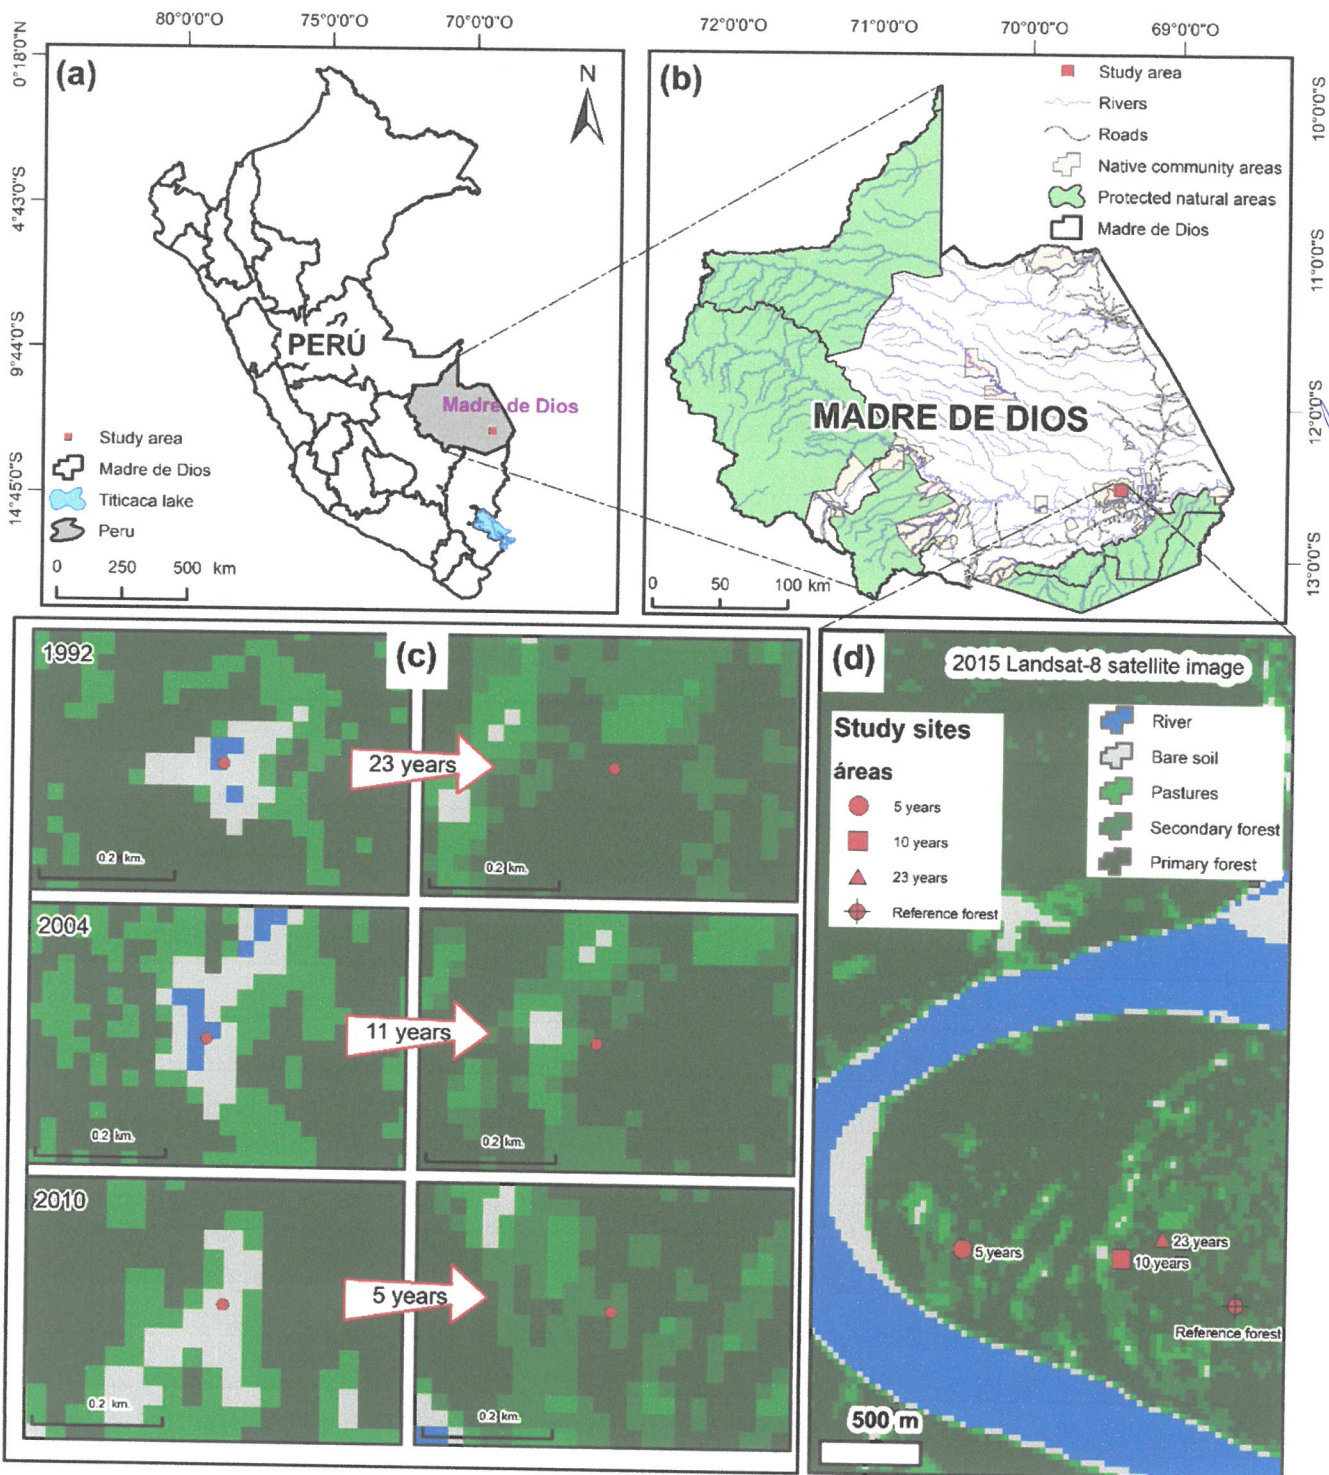 80°0'0"O
75°0'0"O
70°0'0"O
72°0'0"O
71°0'0"O
70°0'0"O
69°0'0"O
0°18'0"N
4°43'0"S
9°44'0"S
14°45'0"S
(a)
N
PERÚ
Madre de Dios
Study area
Madre de Dios
Titicaca lake
Peru
0 250 500 km
(b)
Study area
Rivers
Roads
Native community areas
Protected natural areas
Madre de Dios
MADRE DE DIOS
0 50 100 km
10°0'0"S
11°0'0"S
12°0'0"S
13°0'0"S
(c)
1992
23 years
0.2 km.
0.2 km.
2004
11 years
0.2 km.
0.2 km.
2010
5 years
0.2 km.
0.2 km.
(d)
2015 Landsat-8 satellite image
Study sites
áreas
5 years
10 years
23 years
Reference forest
River
Bare soil
Pastures
Secondary forest
Primary forest
5 years
23 years
10 years
Reference forest
500 m